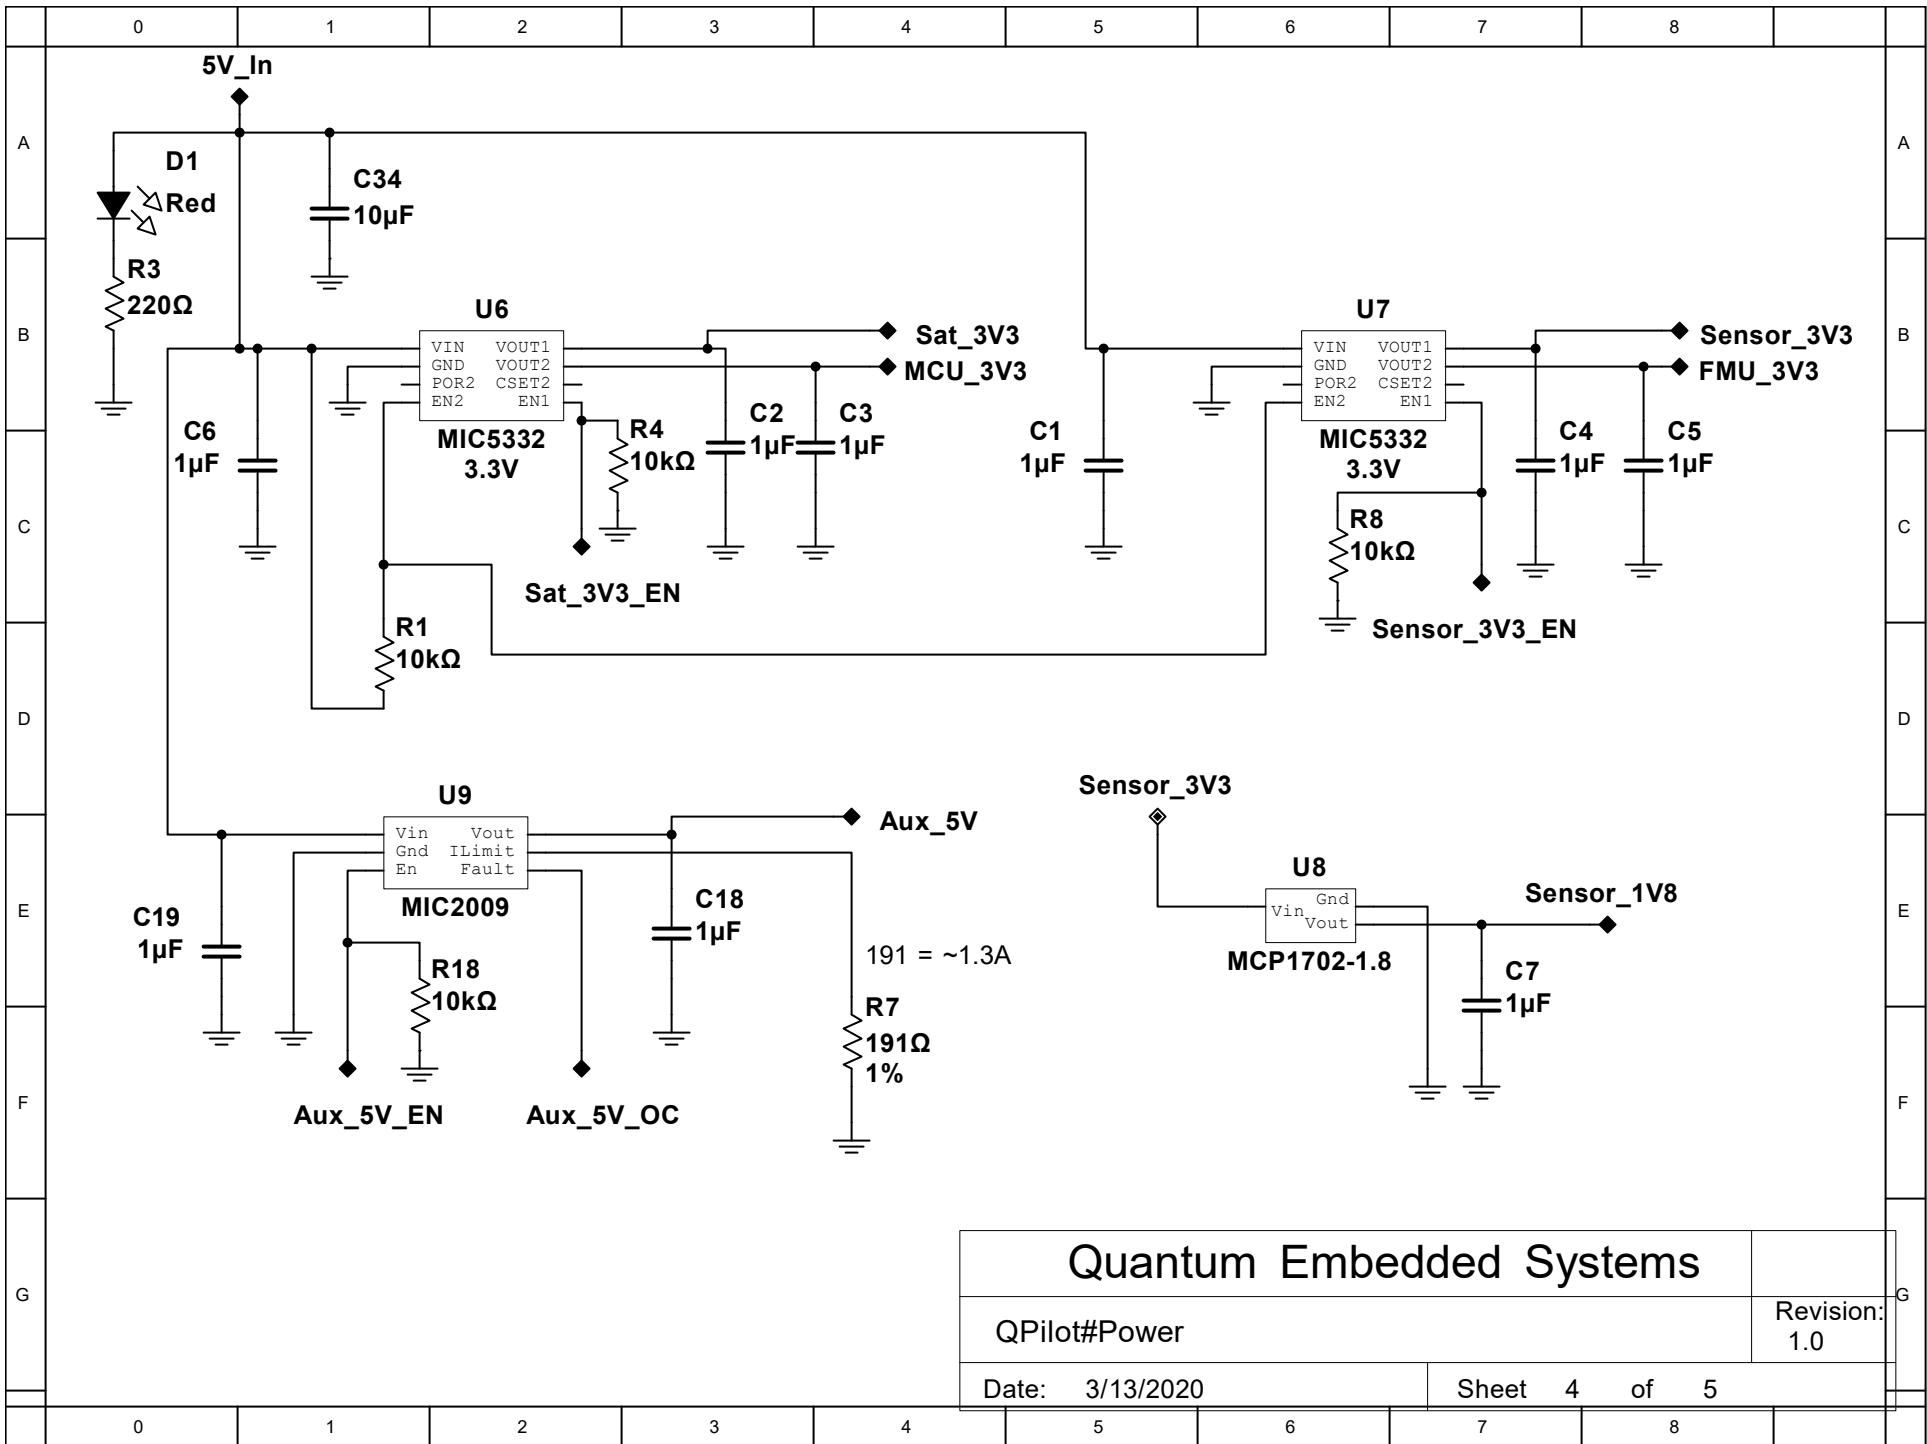 0 1 2 3 4 5 6 7 8
5V_In
A A
D1
Red
C34
10µF
R3
220Ω
B B
U6
VIN VOUT1
GND VOUT2
POR2 CSET2
EN2 EN1
MIC5332
3.3V
Sat_3V3
MCU_3V3
U7
VIN VOUT1
GND VOUT2
POR2 CSET2
EN2 EN1
MIC5332
3.3V
Sensor_3V3
FMU_3V3
C6
1µF
R4
10kΩ
C2
1µF
C3
1µF
C1
1µF
C4
1µF
C5
1µF
C C
Sat_3V3_EN
R8
10kΩ
Sensor_3V3_EN
R1
10kΩ
D D
U9
Vin Vout
Gnd ILimit
En Fault
MIC2009
Aux_5V
Sensor_3V3
U8
Gnd
Vin
Vout
MCP1702-1.8
Sensor_1V8
E E
C19
1µF
C18
1µF
191 = ~1.3A
R18
10kΩ
R7
191Ω
1%
C7
1µF
F F
Aux_5V_EN
Aux_5V_OC
G G
Quantum Embedded Systems
QPilot#Power
Revision:
1.0
Date: 3/13/2020
Sheet 4 of 5
0 1 2 3 4 5 6 7 8